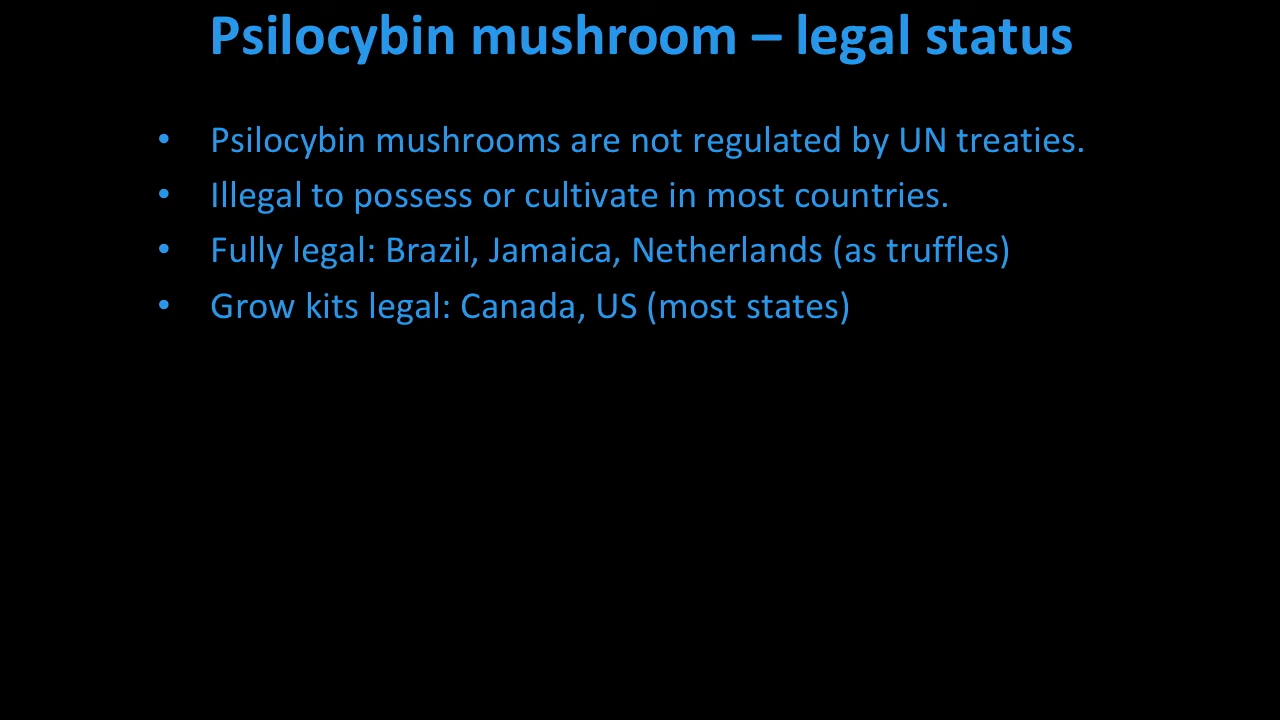 Psilocybin mushroom – legal status
• Psilocybin mushrooms are not regulated by UN treaties.
• Illegal to possess or cultivate in most countries.
• Fully legal: Brazil, Jamaica, Netherlands (as truffles)
• Grow kits legal: Canada, US (most states)